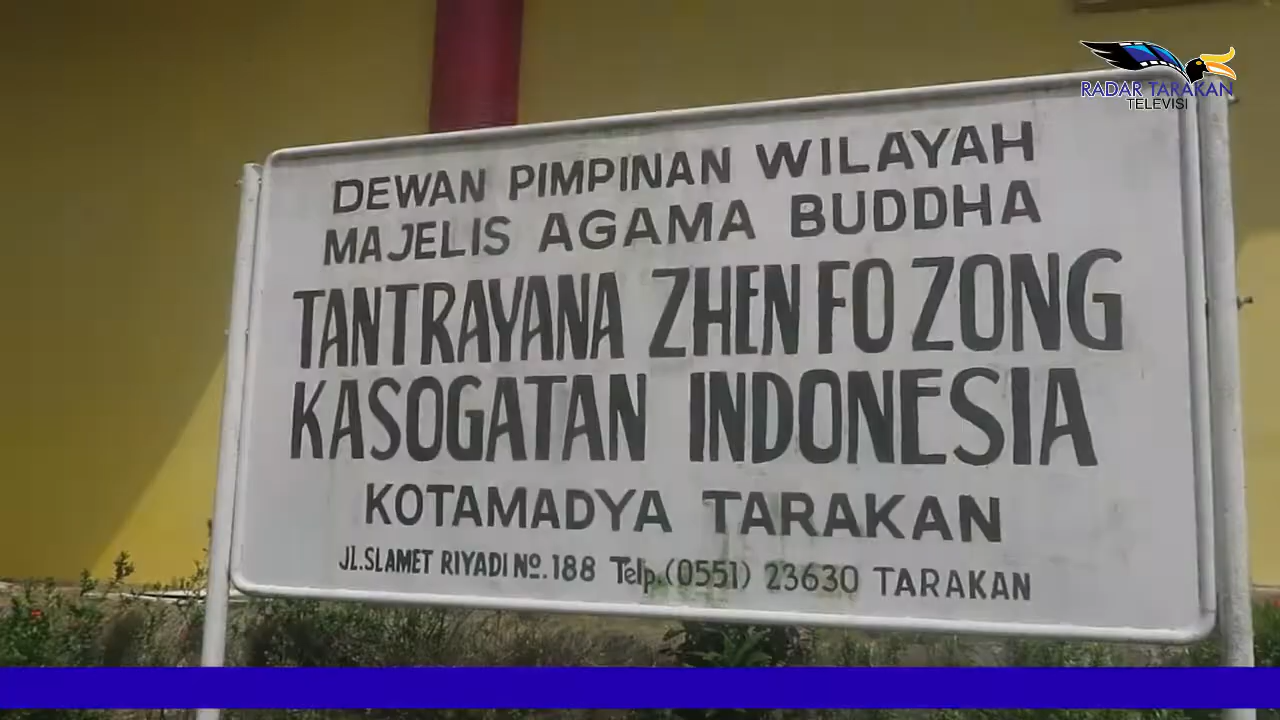 RADAR TARAKAN
TELEVISI
DEWAN PIMPINAN WILAYAH
MAJELIS AGAMA BUDDHA
TANTRAYANA ZHEN FO ZONG
KASOGATAN INDONESIA
KOTAMADYA TARAKAN
JL.SLAMET RIYADI Nº.188 Telp.(0551) 23630 TARAKAN